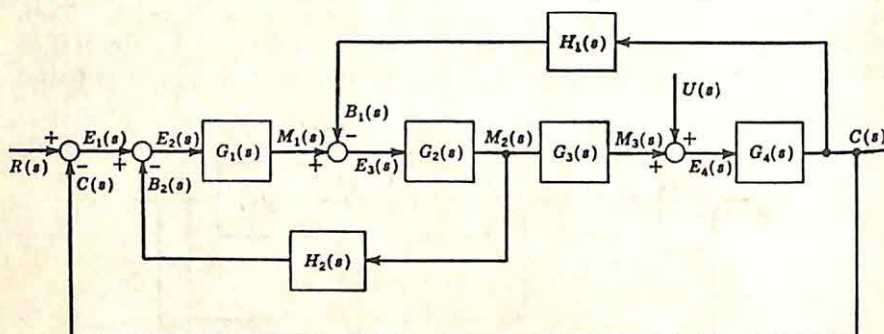 H₁(s)
U(s)
B₁(s)
+ E₁(s) E₂(s) G₁(s) M₁(s) − G₂(s) M₂(s) G₃(s) M₃(s) + G₄(s) C(s)
R(s) − + − + E₃(s) + E₄(s)
C(s) B₂(s)
H₂(s)